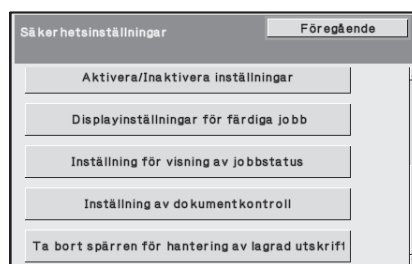 Säkerhetsinställningar
Föregående
Aktivera/Inaktivera inställningar
Displayinställningar för färdiga jobb
Inställning för visning av jobbstatus
Inställning av dokumentkontroll
Ta bort spärren för hantering av lagrad